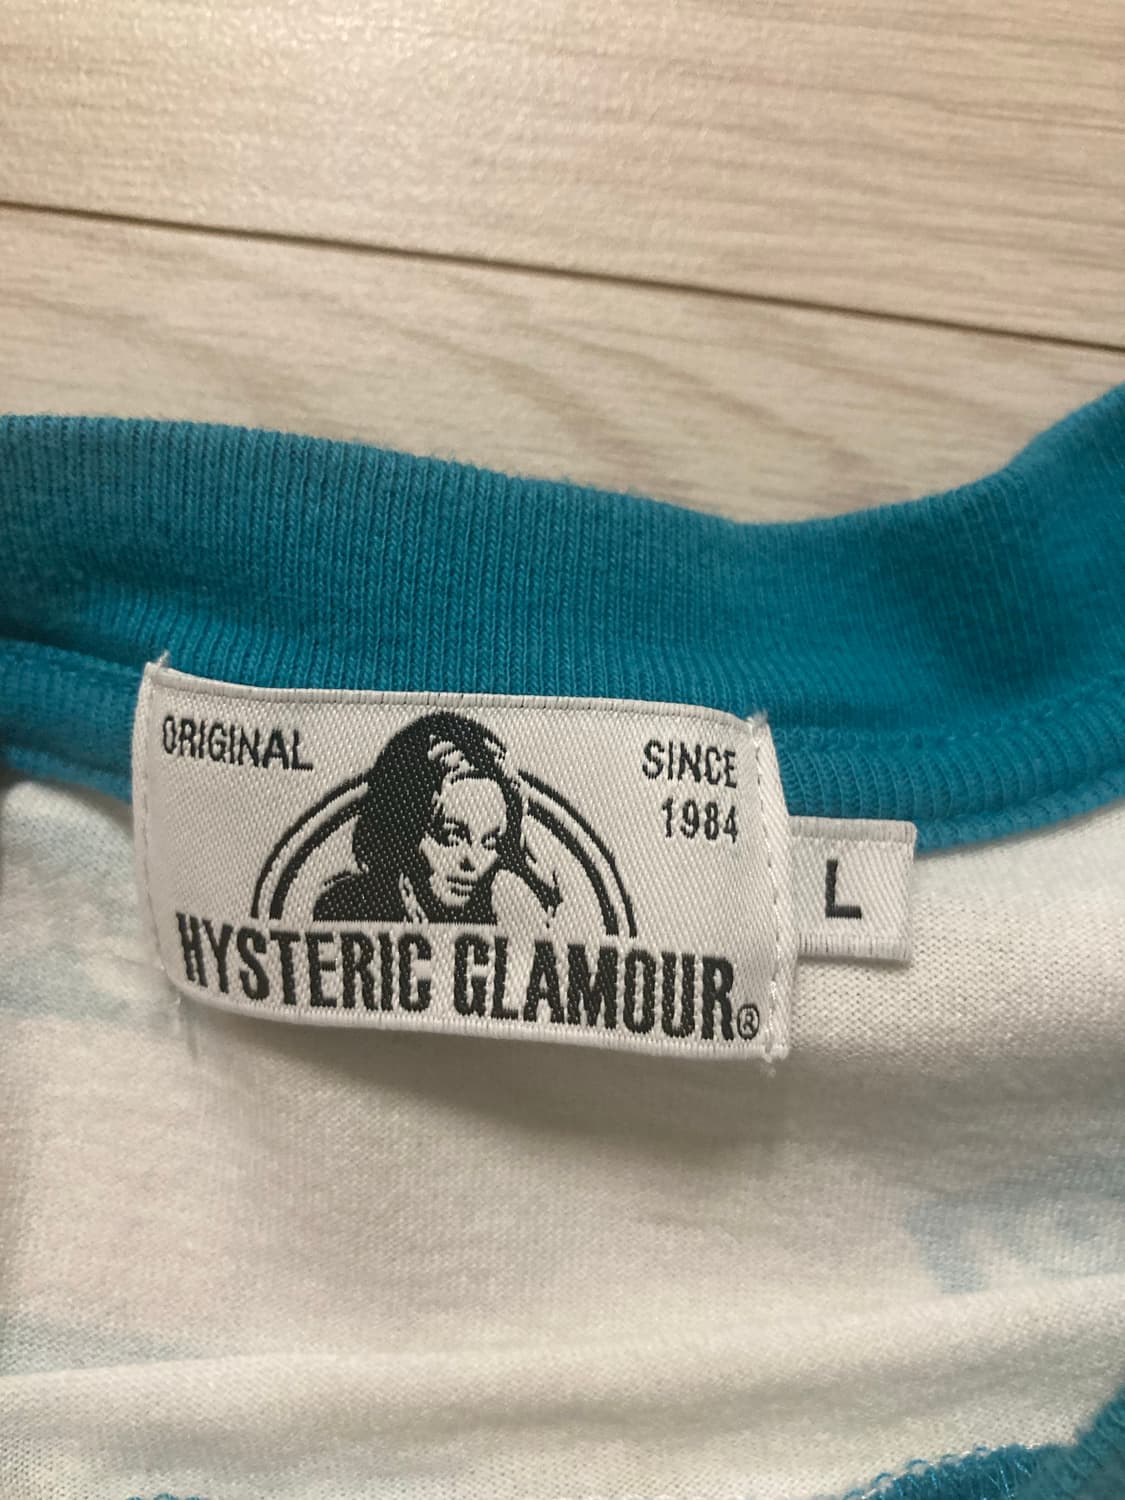 ORIGINAL
SINCE
1984
HYSTERIC GLAMOUR®
L